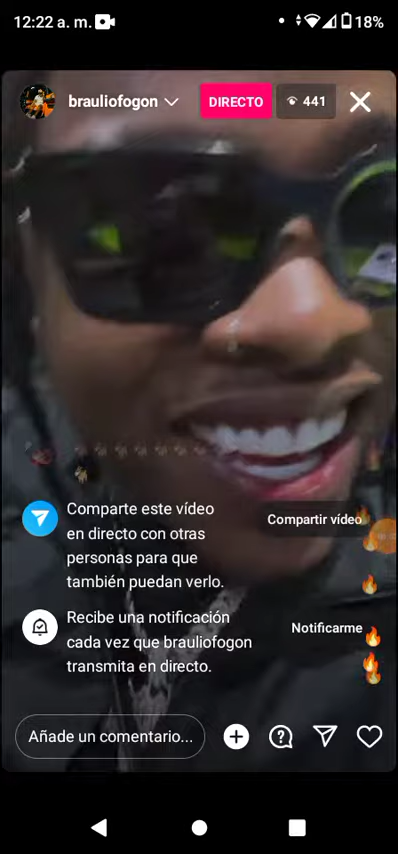 12:22 a. m.
18%
brauliofogon
DIRECTO
441
Comparte este vídeo
en directo con otras
personas para que
también puedan verlo.
Compartir vídeo
Recibe una notificación
cada vez que brauliofogon
transmita en directo.
Notificarme
Añade un comentario...